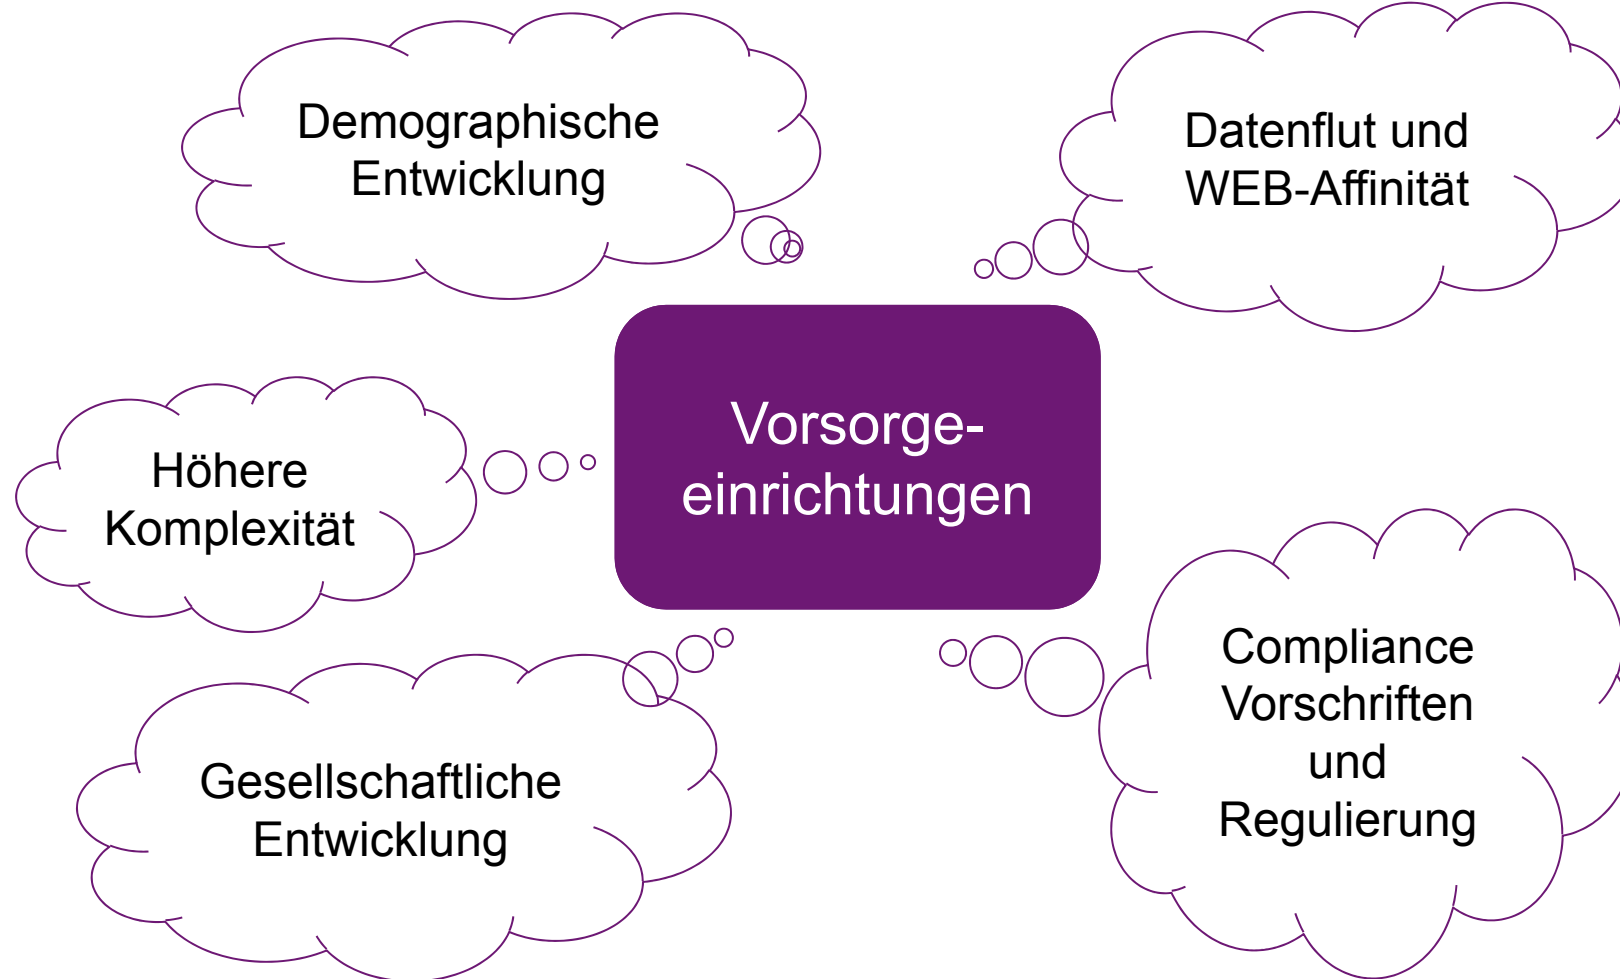 Demographische
Entwicklung
Datenflut und
WEB-Affinität
Vorsorge-
einrichtungen
Höhere
Komplexität
Compliance
Vorschriften
und
Regulierung
Gesellschaftliche
Entwicklung